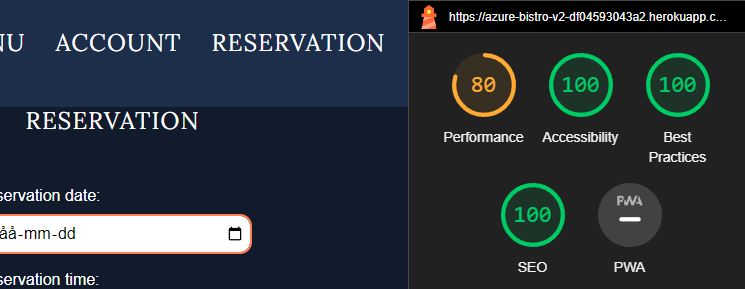 NU ACCOUNT RESERVATION
RESERVATION
servation date:
åå-mm-dd
servation time:
https://azure-bistro-v2-df04593043a2.herokuapp.c...
80 100 100
Performance Accessibility Best
Practices
100 PWA
SEO PWA